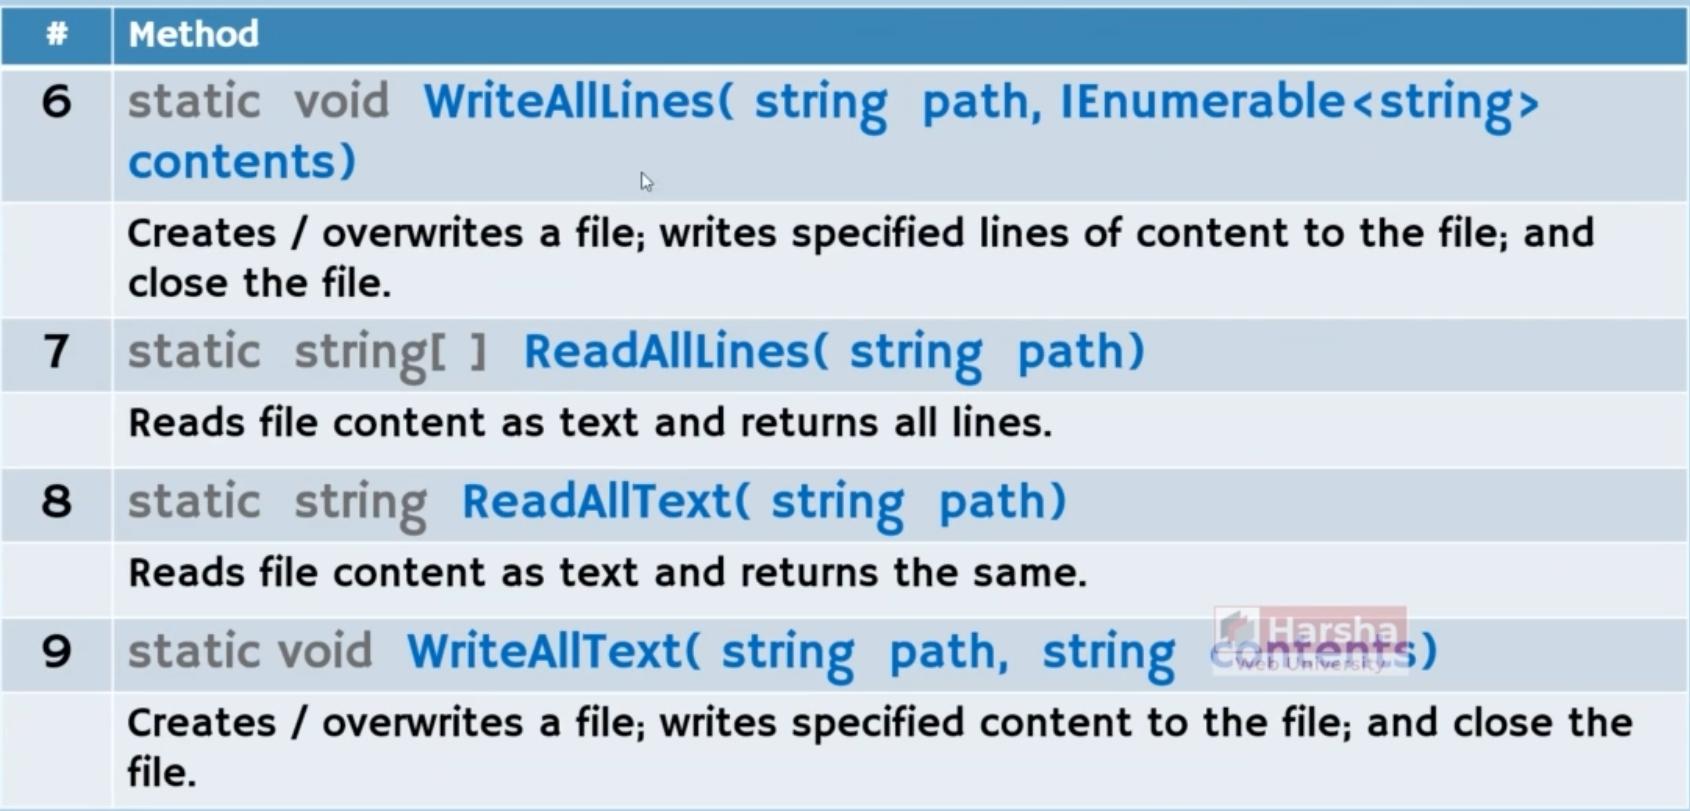 # Method
6 static void WriteAllLines( string path, IEnumerable<string>
contents)
Creates / overwrites a file; writes specified lines of content to the file; and
close the file.
7 static string[ ] ReadAllLines( string path)
Reads file content as text and returns all lines.
8 static string ReadAllText( string path)
Reads file content as text and returns the same.
Harsha
9 static void WriteAllText( string path, string contents)
Web University
Creates / overwrites a file; writes specified content to the file; and close the
file.